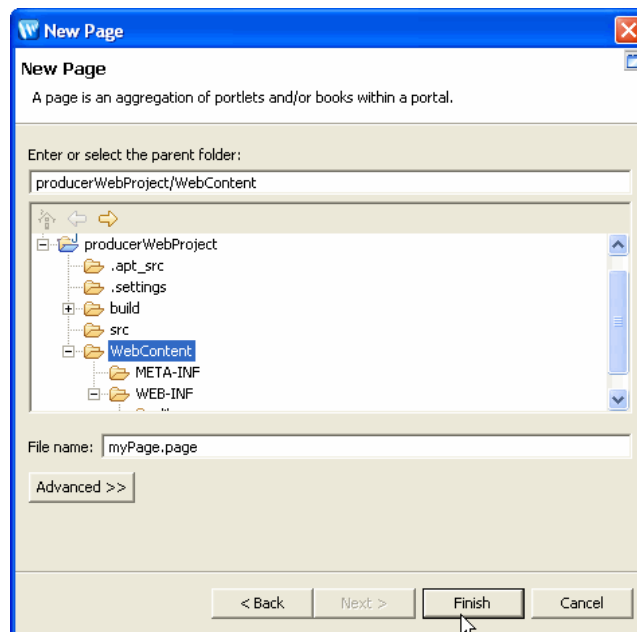 New Page
New Page
A page is an aggregation of portlets and/or books within a portal.
Enter or select the parent folder:
producerWebProject/WebContent
producerWebProject
.apt_src
.settings
build
src
WebContent
META-INF
WEB-INF
File name: myPage.page
Advanced >>
< Back Next > Finish Cancel